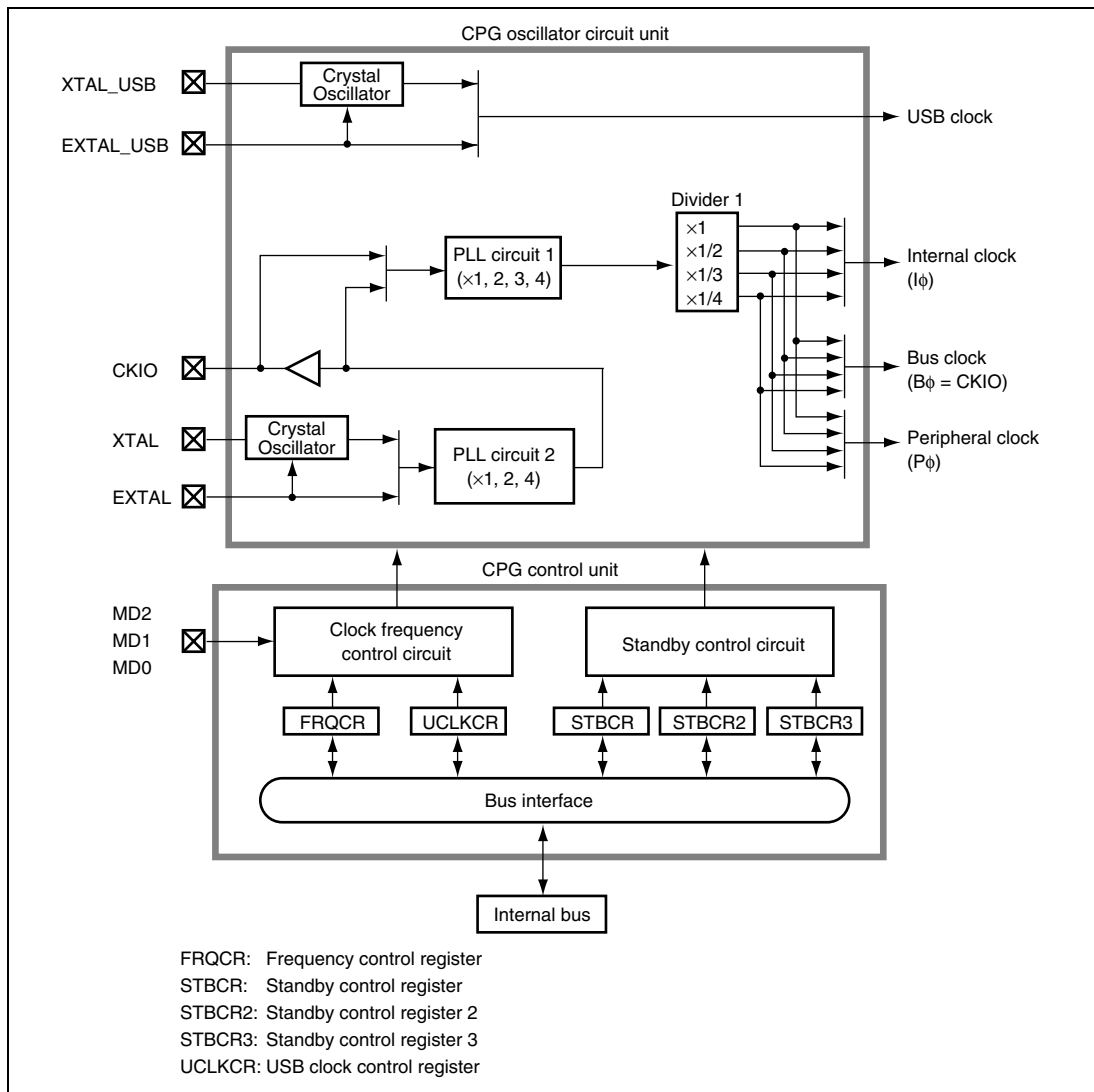 CPG oscillator circuit unit
XTAL_USB
Crystal
Oscillator
USB clock
EXTAL_USB
Divider 1
×1
×1/2
×1/3
×1/4
PLL circuit 1
(×1, 2, 3, 4)
Internal clock
(Iϕ)
CKIO
Bus clock
(Bϕ = CKIO)
XTAL
Crystal
Oscillator
PLL circuit 2
(×1, 2, 4)
Peripheral clock
(Pϕ)
EXTAL
CPG control unit
MD2
MD1
MD0
Clock frequency
control circuit
Standby control circuit
FRQCR
UCLKCR
STBCR
STBCR2
STBCR3
Bus interface
Internal bus
FRQCR: Frequency control register
STBCR: Standby control register
STBCR2: Standby control register 2
STBCR3: Standby control register 3
UCLKCR: USB clock control register